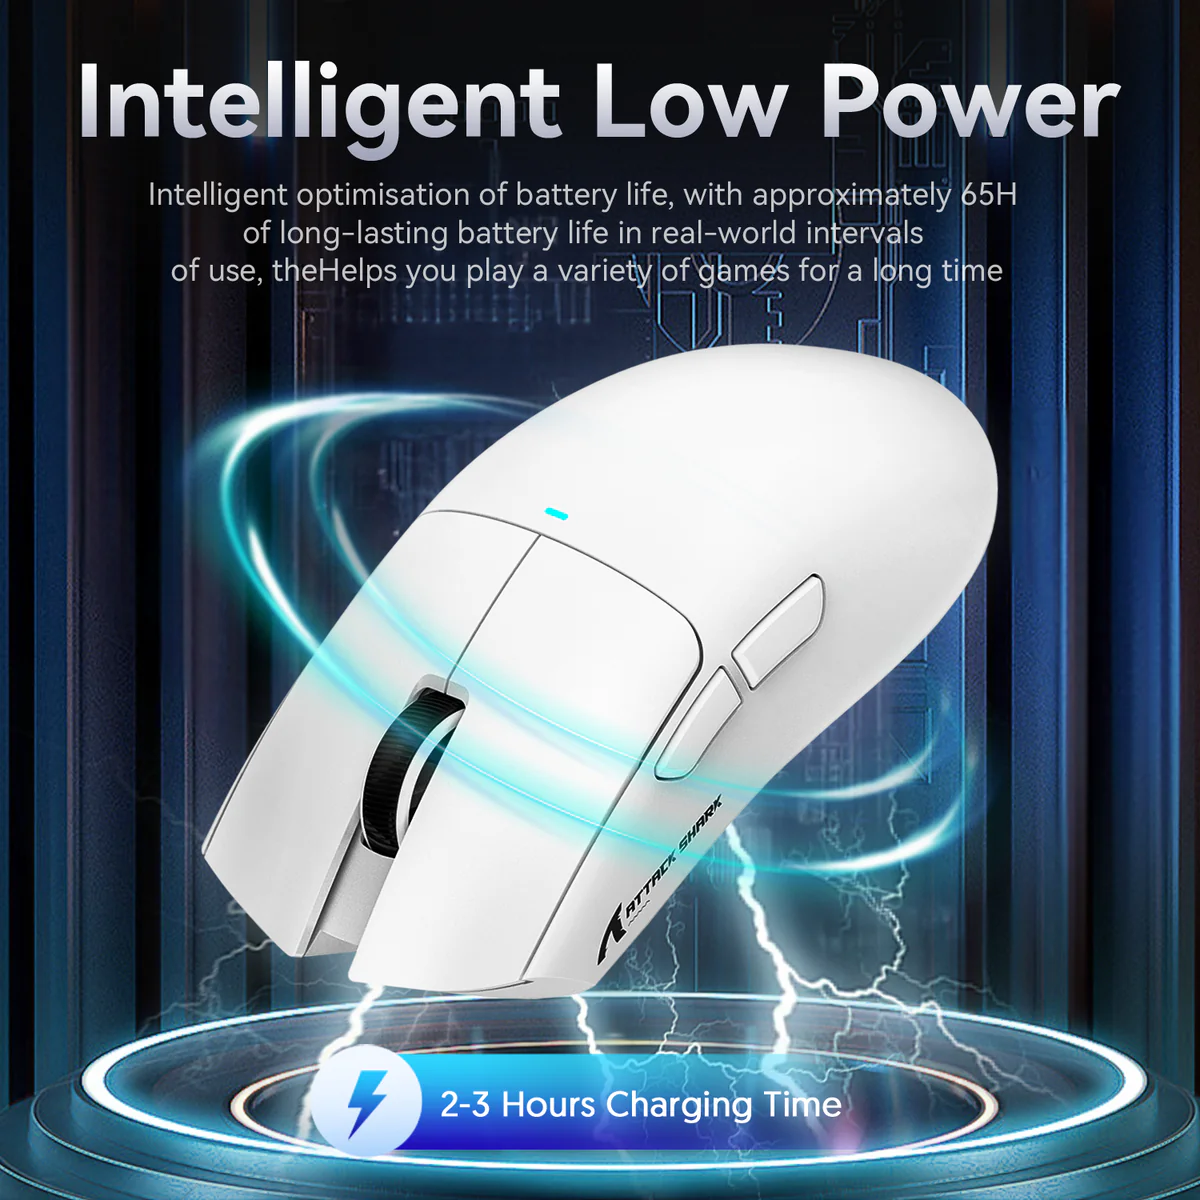 Intelligent Low Power
Intelligent optimisation of battery life, with approximately 65H
of long-lasting battery life in real-world intervals
of use, theHelps you play a variety of games for a long time
ATTACK SHARK
2-3 Hours Charging Time